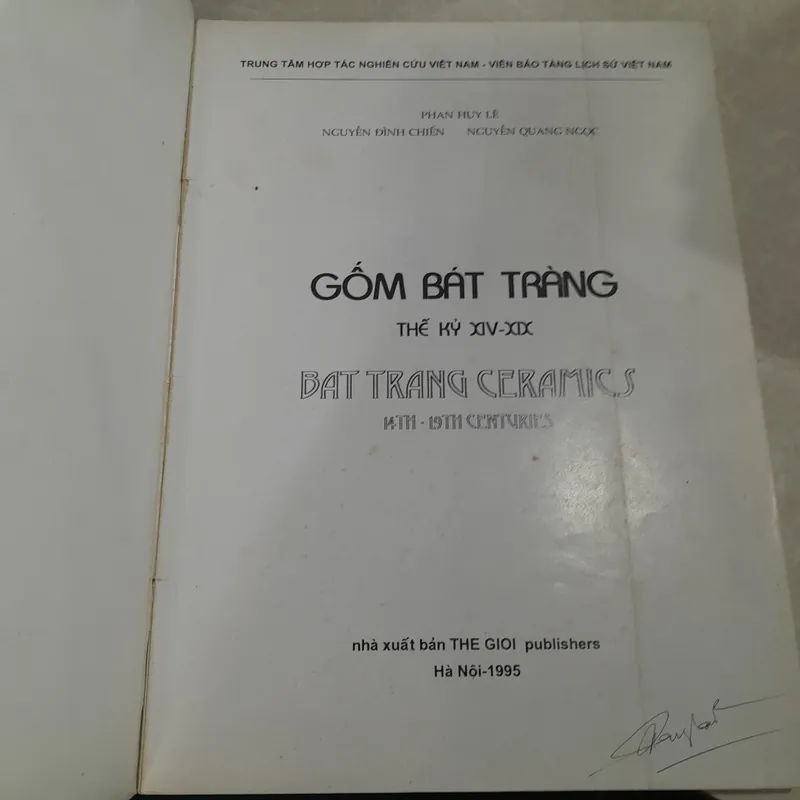 TRUNG TÂM HỢP TÁC NGHIÊN CỨU VIỆT NAM - VIỆN BẢO TÀNG LỊCH SỬ VIỆT NAM
PHAN HUY LÊ
NGUYỄN ĐÌNH CHIẾN NGUYỄN QUANG NGỌC
GỐM BÁT TRÀNG
THẾ KỶ XIV-XIX
BAT TRANG CERAMICS
14TH - 19TH CENTURIES
nhà xuất bản THE GIOI publishers
Hà Nội-1995